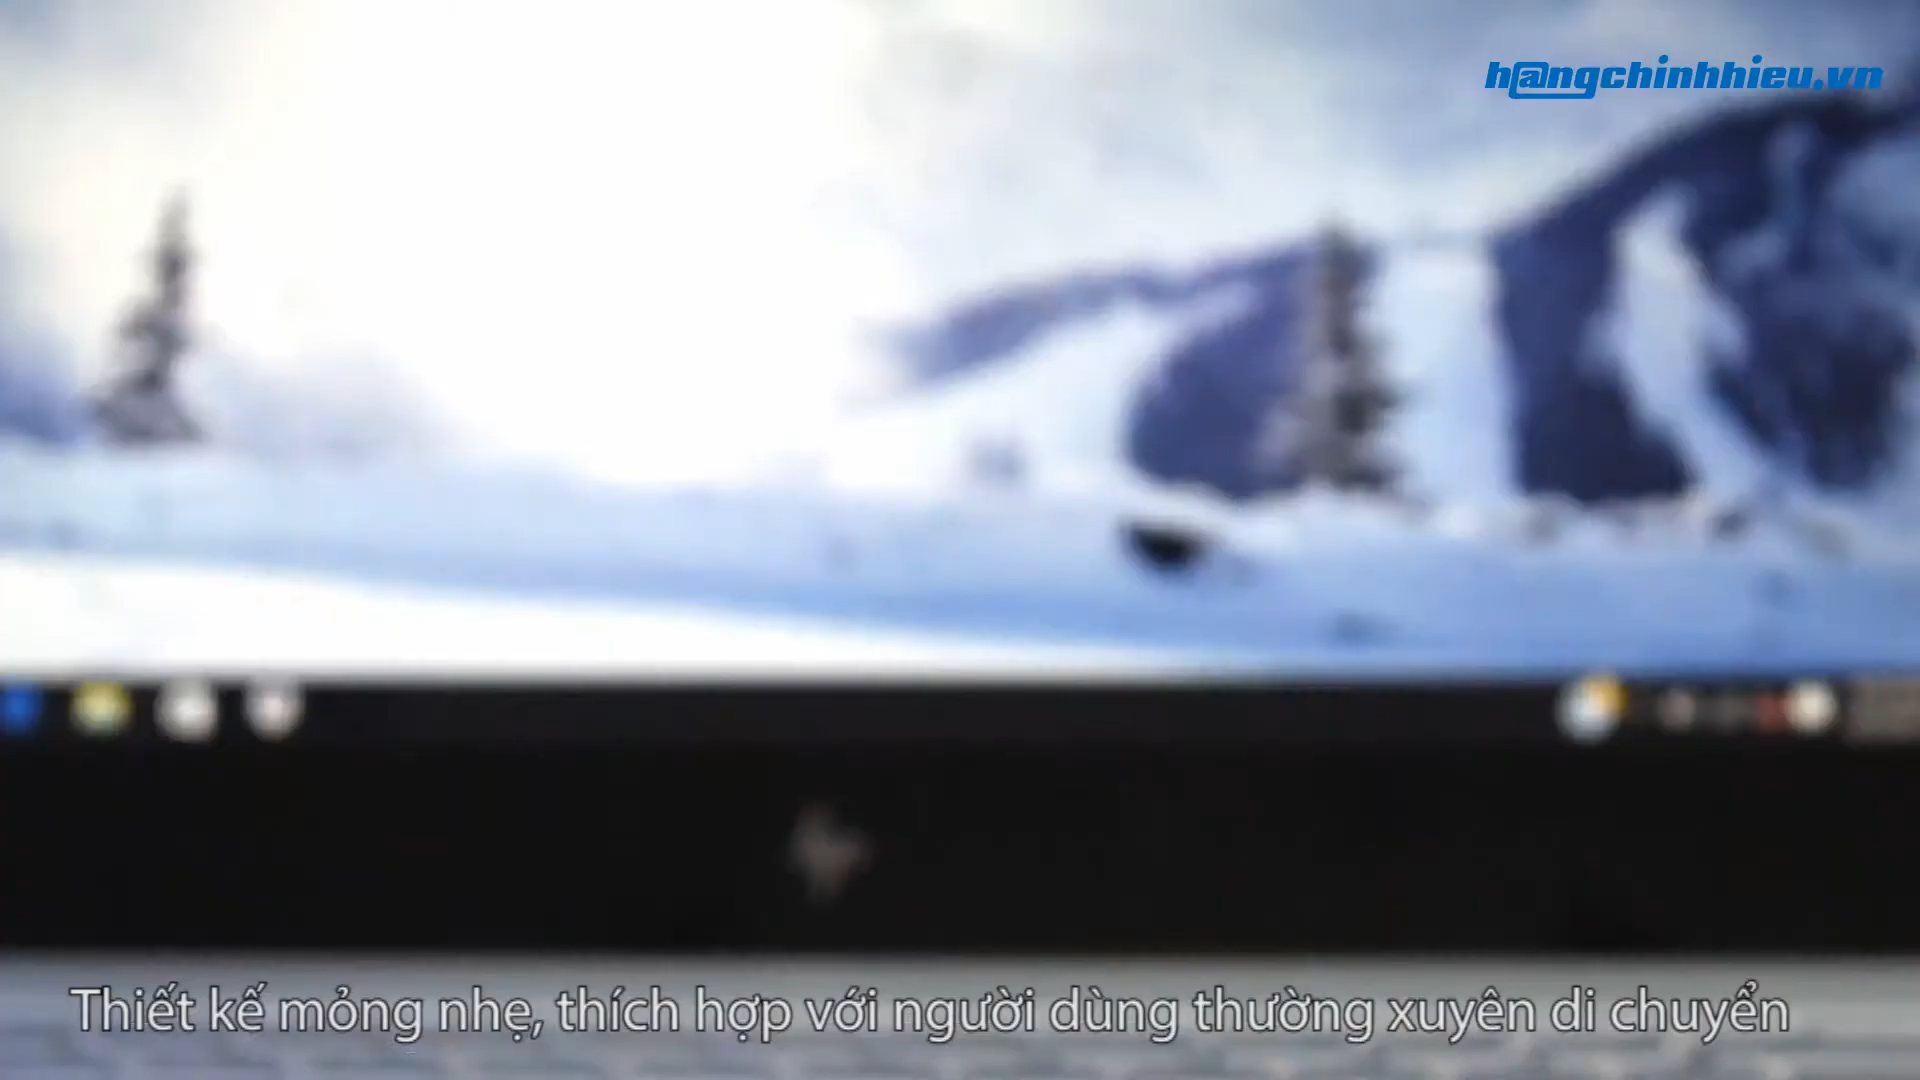 h@ngchinhhieu.vn
Thiết kế mỏng nhẹ, thích hợp với người dùng thường xuyên di chuyển